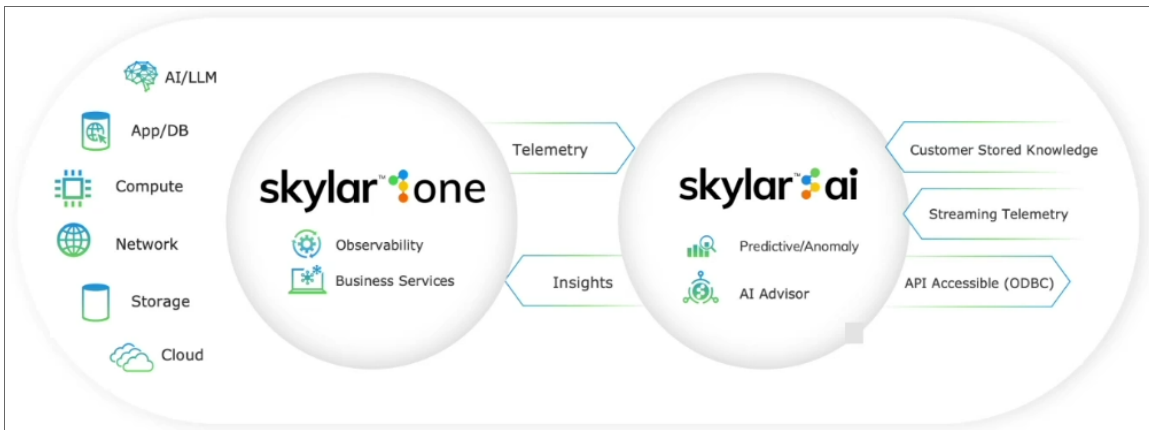 AI/LLM
App/DB
Compute
Network
Storage
Cloud
skylar™ one
Observability
Business Services
Telemetry
Insights
skylar™ ai
Predictive/Anomaly
AI Advisor
Customer Stored Knowledge
Streaming Telemetry
API Accessible (ODBC)